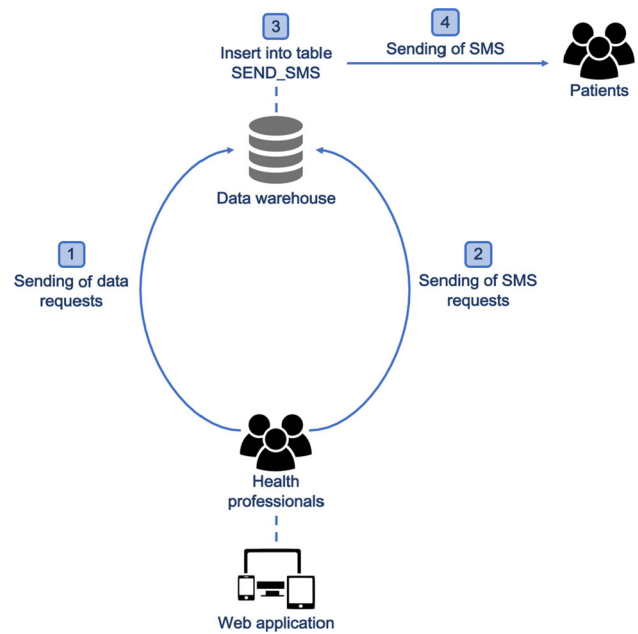 3
Insert into table
SEND_SMS
4
Sending of SMS
Patients
Data warehouse
1
Sending of data
requests
2
Sending of SMS
requests
Health
professionals
Web application